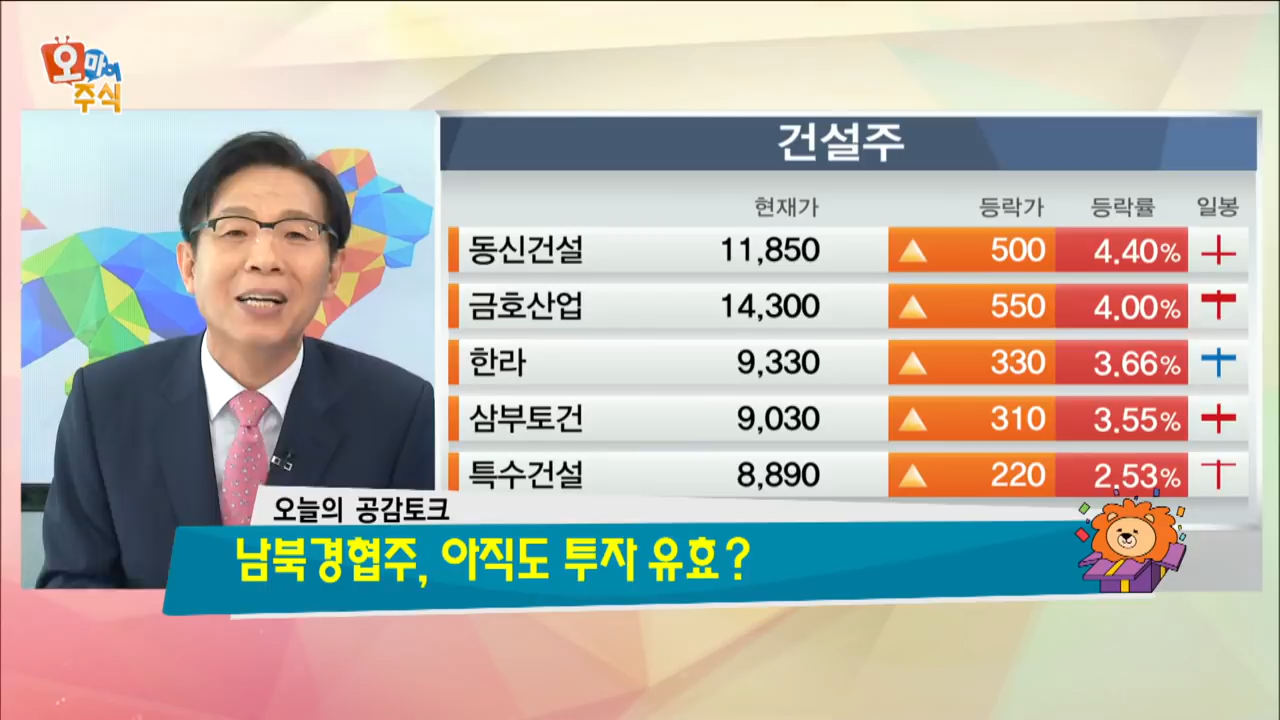 오마이
주식
건설주
현재가 등락가 등락률 일봉
동신건설 11,850 ▲ 500 4.40%
금호산업 14,300 ▲ 550 4.00%
한라 9,330 ▲ 330 3.66%
삼부토건 9,030 ▲ 310 3.55%
특수건설 8,890 ▲ 220 2.53%
오늘의 공감토크
남북경협주, 아직도 투자 유효?